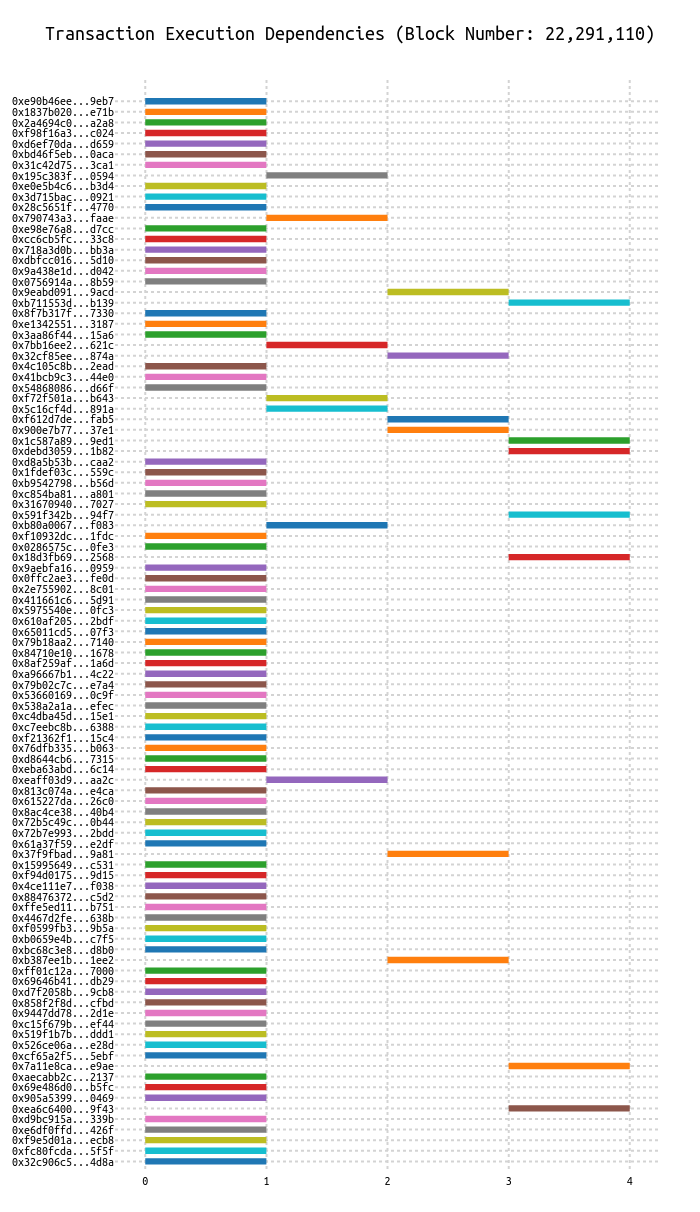 Transaction Execution Dependencies (Block Number: 22,291,110)
0xe90b46ee...9eb7
0x1837b020...e71b
0x2a4694c0...a2a8
0xf98f16a3...c024
0xd6ef70da...d659
0xbd46f5eb...0aca
0x31c42d75...3ca1
0x195c383f...0594
0xe0e5b4c6...b3d4
0x3d715bac...0921
0x28c5651f...4770
0x790743a3...faae
0xe98e76a8...d7cc
0xcc6cb5fc...33c8
0x718a3d0b...bb3a
0xdbfcc016...5d10
0x9a438e1d...d042
0x0756914a...8b59
0x9eabd091...9acd
0xb711553d...b139
0x8f7b317f...7330
0xe1342551...3187
0x3aa86f44...15a6
0x7bb16ee2...621c
0x32cf85ee...874a
0x4c105c8b...2ead
0x41bcb9c3...44e0
0x54868086...d66f
0xf72f501a...b643
0x5c16cf4d...891a
0xf612d7de...fab5
0x900e7b77...37e1
0x1c587a89...9ed1
0xdebd3059...1b82
0xd8a5b53b...caa2
0x1fdef03c...559c
0xb9542798...b56d
0xc854ba81...a801
0x31670940...7027
0x591f342b...94f7
0xb80a0067...f083
0xf10932dc...1fdc
0x0286575c...0fe3
0x18d3fb69...2568
0x9aebfa16...0959
0x0ffc2ae3...fe0d
0x2e755902...8c01
0x411661c6...5d91
0x5975540e...0fc3
0x610af205...2bdf
0x65011cd5...07f3
0x79b18aa2...7140
0x84710e10...1678
0x8af259af...1a6d
0xa96667b1...4c22
0x79b02c7c...e7a4
0x53660169...0c9f
0x538a2a1a...efec
0xc4dba45d...15e1
0xc7eebc8b...6388
0xf21362f1...15c4
0x76dfb335...b063
0xd8644cb6...7315
0xeba63abd...6c14
0xeaff03d9...aa2c
0x813c074a...e4ca
0x615227da...26c0
0x8ac4ce38...40b4
0x72b5c49c...0b44
0x72b7e993...2bdd
0x61a37f59...e2df
0x37f9fbad...9a81
0x15995649...c531
0xf94d0175...9d15
0x4ce111e7...f038
0x88476372...c5d2
0xffe5ed11...b751
0x4467d2fe...638b
0xf0599fb3...9b5a
0xb0659e4b...c7f5
0xbc68c3e8...d8b0
0xb387ee1b...1ee2
0xff01c12a...7000
0x69646b41...db29
0xd7f2058b...9cb8
0x858f2f8d...cfbd
0x9447dd78...2d1e
0xc15f679b...ef44
0x519f1b7b...ddd1
0x526ce06a...e28d
0xcf65a2f5...5ebf
0x7a11e8ca...e9ae
0xaecabb2c...2137
0x69e486d0...b5fc
0x905a5399...0469
0xea6c6400...9f43
0xd9bc915a...339b
0xe6df0ffd...426f
0xf9e5d01a...ecb8
0xfc80fcda...5f5f
0x32c906c5...4d8a
0 1 2 3 4